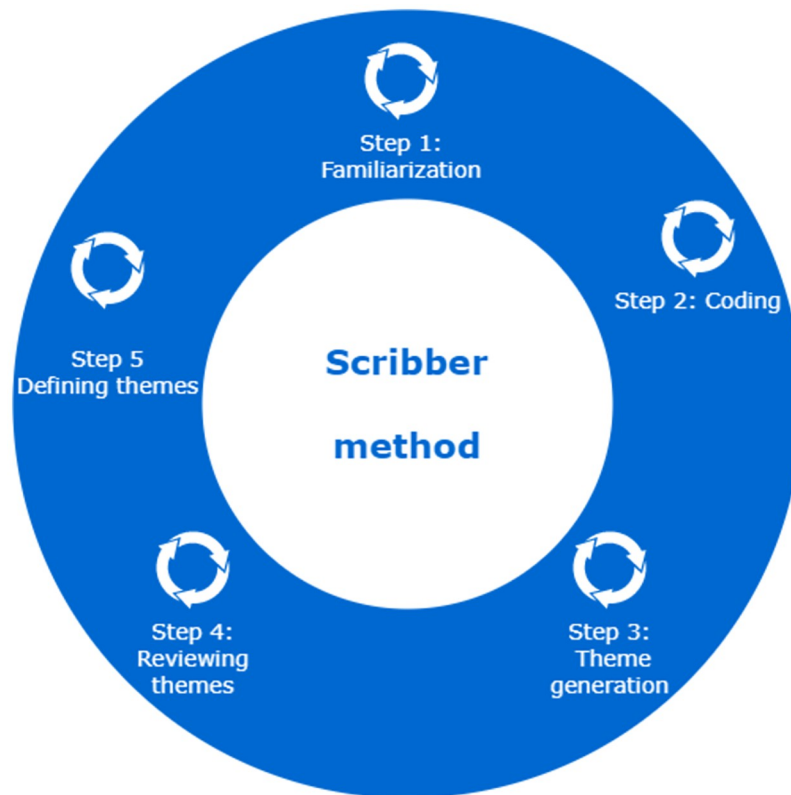 Step 1:
Familiarization
Step 2: Coding
Step 3:
Theme
generation
Step 4:
Reviewing
themes
Step 5
Defining themes
Scribber
method